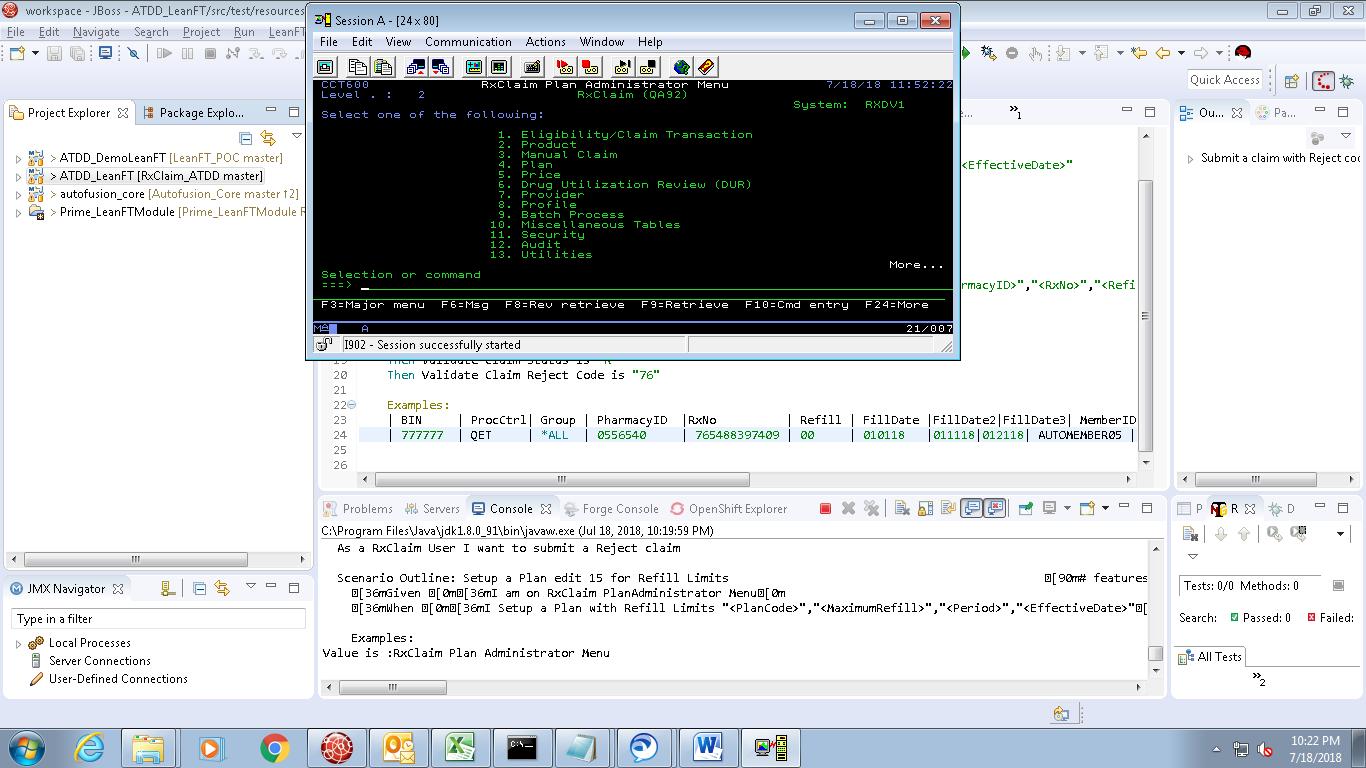 workspace - JBoss - ATDD_LeanFT/src/test/resources
File Edit Navigate Search Project Run LeanFT
Quick Access
Project Explorer
Package Explo...
> ATDD_DemoLeanFT [LeanFT_POC master]
> ATDD_LeanFT [RxClaim_ATDD master]
> autofusion_core [Autofusion_Core master ↑2]
> Prime_LeanFTModule [Prime_LeanFTModule R
Session A - [24 x 80]
File Edit View Communication Actions Window Help
CCT600 RxClaim Plan Administrator Menu 7/18/18 11:52:22
Level . : 2 RxClaim (QA92)
System: RXDV1
Select one of the following:
1. Eligibility/Claim Transaction
2. Product
3. Manual Claim
4. Plan
5. Price
6. Drug Utilization Review (DUR)
7. Provider
8. Profile
9. Batch Process
10. Miscellaneous Tables
11. Security
12. Audit
13. Utilities
More...
Selection or command
===>
F3=Major menu F6=Msg F8=Rev retrieve F9=Retrieve F10=Cmd entry F24=More
A 21/007
I902 - Session successfully started
e... »1
<EffectiveDate>"
rmacyID>","<RxNo>","<Refi
20 Then Validate Claim Reject Code is "76"
21
22 Examples:
23 | BIN | ProcCtrl| Group | PharmacyID |RxNo | Refill | FillDate |FillDate2|FillDate3| MemberID
24 | 777777 | QET | *ALL | 0556540 | 765488397409 | 00 | 010118 |011118|012118| AUTOMEMBER05 |
25
26
Ou...
Pa...
Submit a claim with Reject co
Problems Servers Console Forge Console OpenShift Explorer
C:\Program Files\Java\jdk1.8.0_91\bin\javaw.exe (Jul 18, 2018, 10:19:59 PM)
As a RxClaim User I want to submit a Reject claim
Scenario Outline: Setup a Plan edit 15 for Refill Limits [90m# features
[36mGiven [0m[36mI am on RxClaim PlanAdministrator Menu[0m
[36mWhen [0m[36mI Setup a Plan with Refill Limits "<PlanCode>","<MaximumRefill>","<Period>","<EffectiveDate>"[
Examples:
Value is :RxClaim Plan Administrator Menu
JMX Navigator
Type in a filter
Local Processes
Server Connections
User-Defined Connections
P R D
Tests: 0/0 Methods: 0
Search: Passed: 0 Failed:
All Tests
»2
10:22 PM
7/18/2018